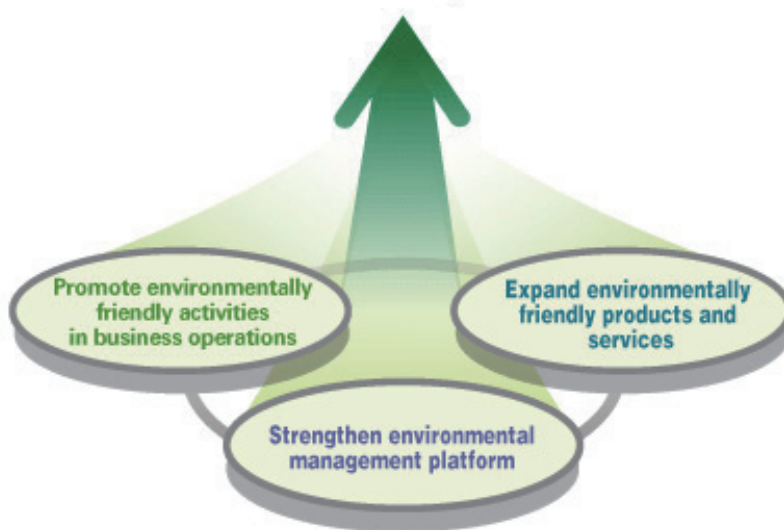 Promote environmentally
friendly activities
in business operations
Expand environmentally
friendly products and
services
Strengthen environmental
management platform